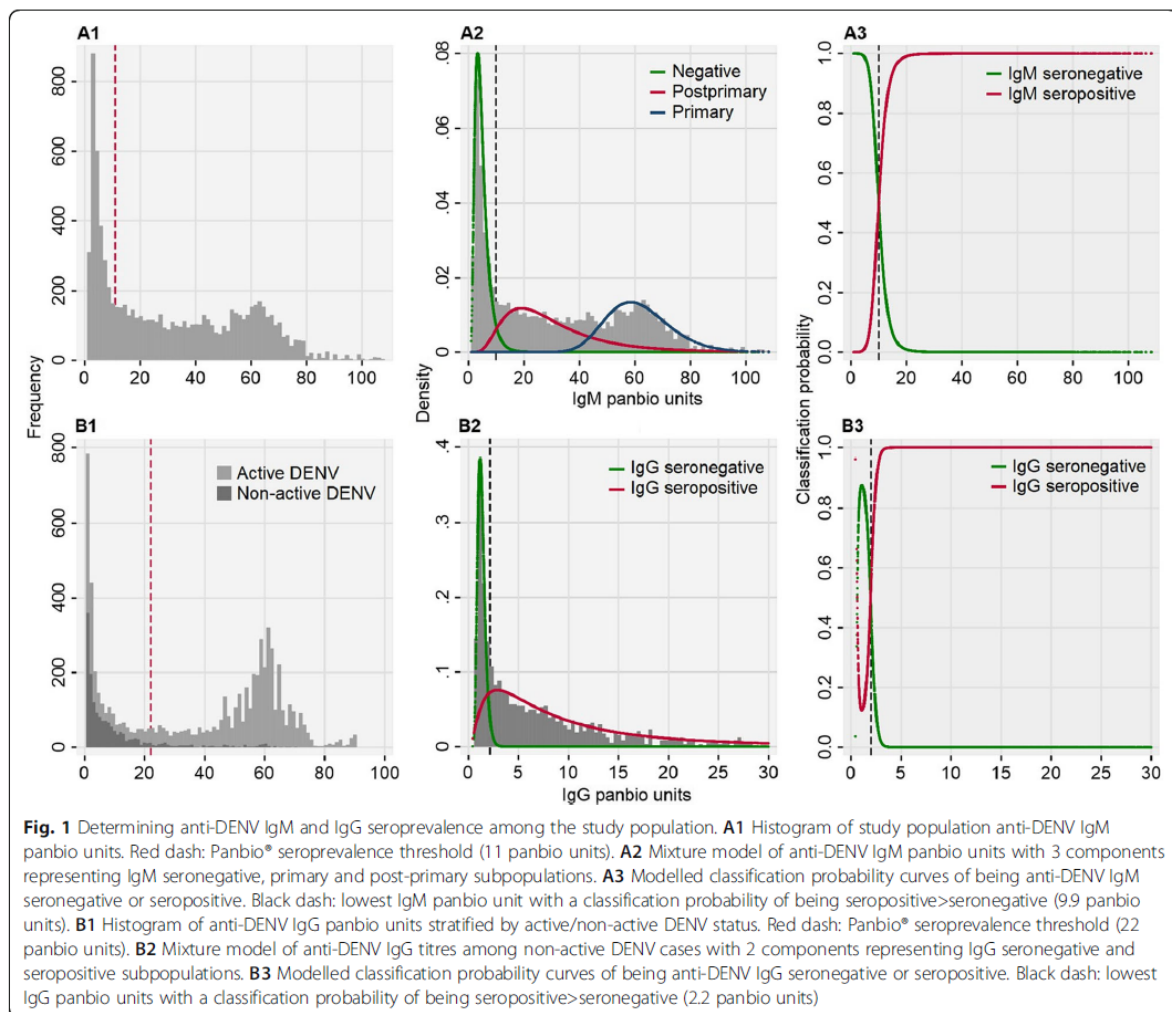 A1
A2
A3
Frequency
800
600
400
200
0
0 20 40 60 80 100
Density
.08
.06
.04
.02
0
Negative
Postprimary
Primary
0 20 40 60 80 100
IgM panbio units
Classification probability
1.0
0.8
0.6
0.4
0.2
0.0
IgM seronegative
IgM seropositive
0 20 40 60 80 100
B1
B2
B3
800
600
400
200
0
Active DENV
Non-active DENV
0 20 40 60 80 100
.4
.3
.2
.1
0
IgG seronegative
IgG seropositive
0 5 10 15 20 25 30
IgG panbio units
1.0
0.8
0.6
0.4
0.2
0.0
IgG seronegative
IgG seropositive
0 5 10 15 20 25 30
Fig. 1 Determining anti-DENV IgM and IgG seroprevalence among the study population. A1 Histogram of study population anti-DENV IgM
panbio units. Red dash: Panbio® seroprevalence threshold (11 panbio units). A2 Mixture model of anti-DENV IgM panbio units with 3 components
representing IgM seronegative, primary and post-primary subpopulations. A3 Modelled classification probability curves of being anti-DENV IgM
seronegative or seropositive. Black dash: lowest IgM panbio unit with a classification probability of being seropositive>seronegative (9.9 panbio
units). B1 Histogram of anti-DENV IgG panbio units stratified by active/non-active DENV status. Red dash: Panbio® seroprevalence threshold (22
panbio units). B2 Mixture model of anti-DENV IgG titres among non-active DENV cases with 2 components representing IgG seronegative and
seropositive subpopulations. B3 Modelled classification probability curves of being anti-DENV IgG seronegative or seropositive. Black dash: lowest
IgG panbio units with a classification probability of being seropositive>seronegative (2.2 panbio units)